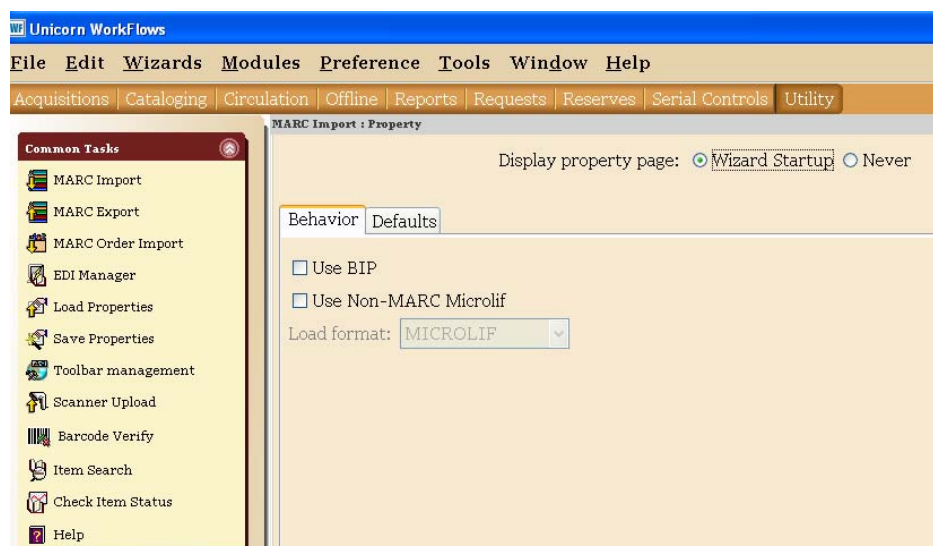 WF Unicorn WorkFlows
File Edit Wizards Modules Preference Tools Window Help
Acquisitions Cataloging Circulation Offline Reports Requests Reserves Serial Controls Utility
MARC Import : Property
Common Tasks
MARC Import
MARC Export
MARC Order Import
EDI Manager
Load Properties
Save Properties
Toolbar management
Scanner Upload
Barcode Verify
Item Search
Check Item Status
Help
Display property page: Wizard Startup Never
Behavior Defaults
Use BIP
Use Non-MARC Microlif
Load format: MICROLIF